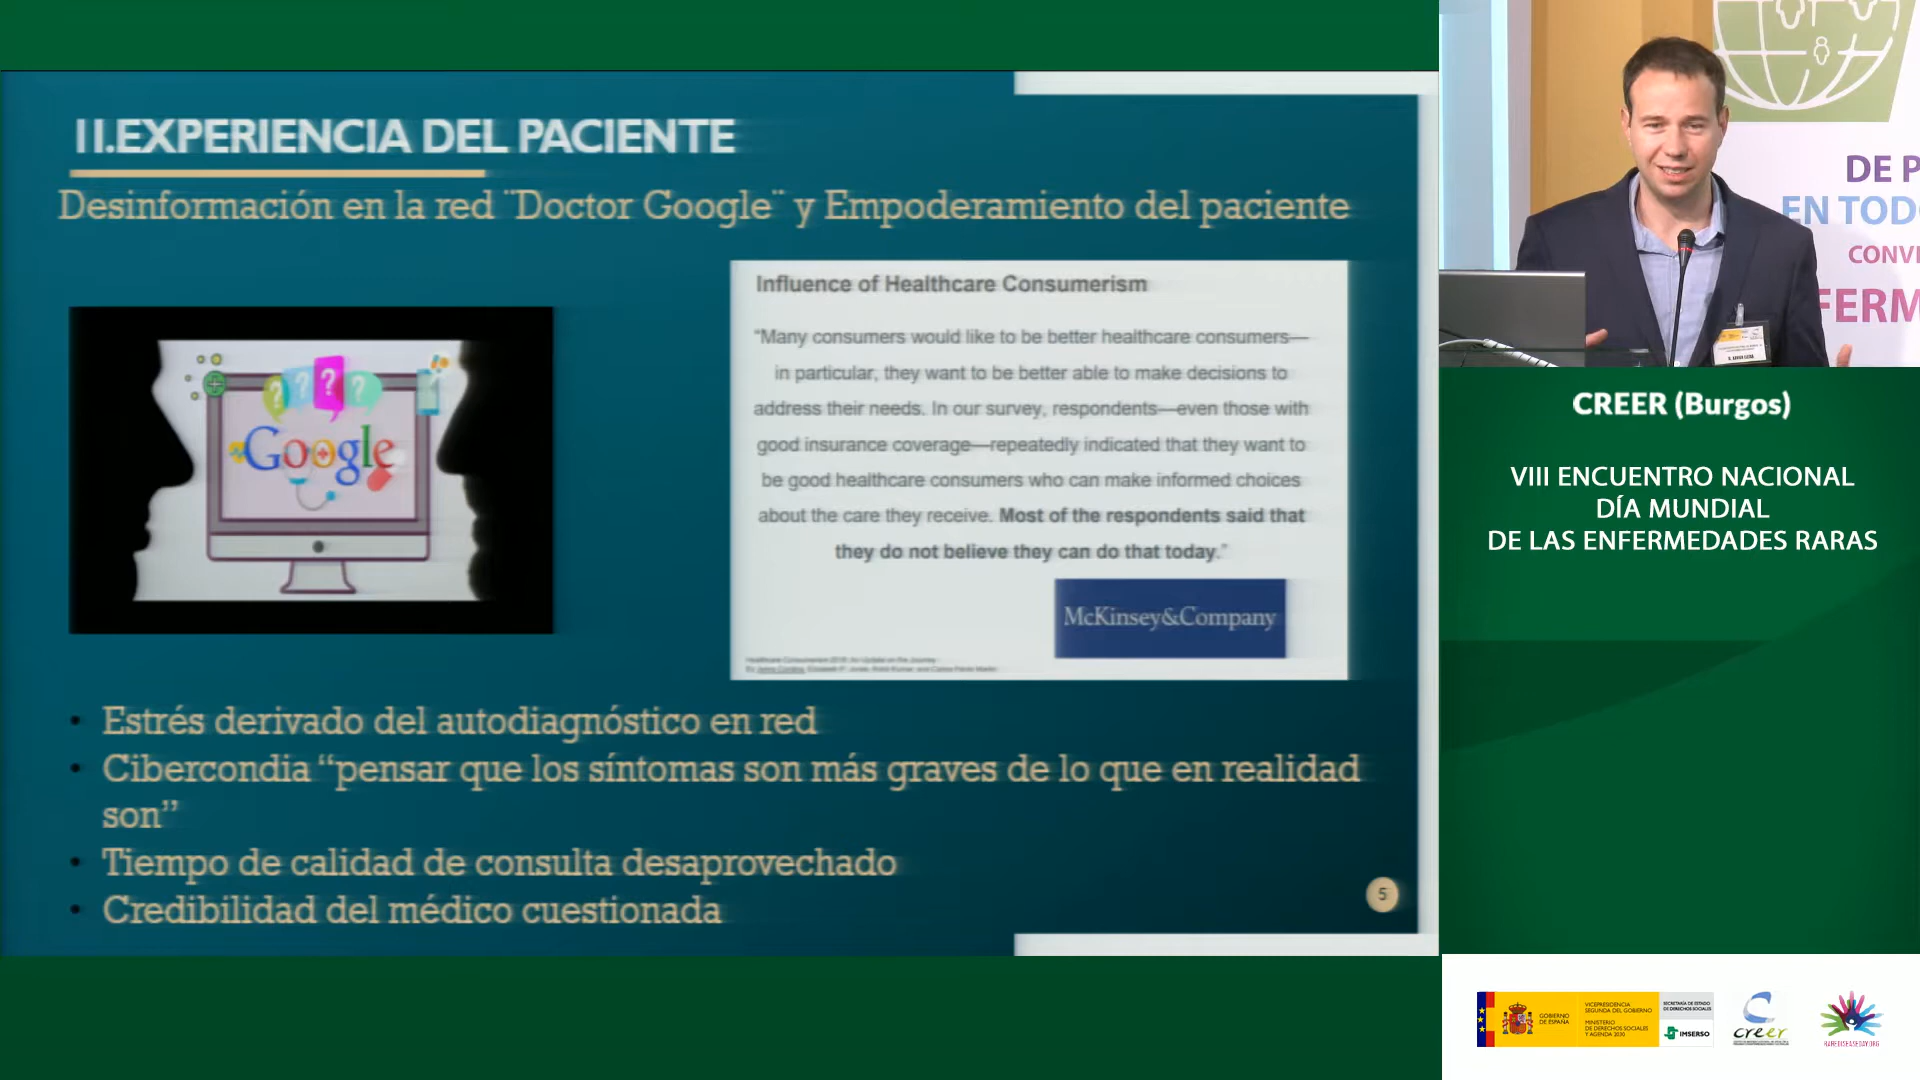 II.EXPERIENCIA DEL PACIENTE
Desinformación en la red ¨Doctor Google¨ y Empoderamiento del paciente
? ? ? ?
Google
Influence of Healthcare Consumerism
“Many consumers would like to be better healthcare consumers—
in particular, they want to be better able to make decisions to
address their needs. In our survey, respondents—even those with
good insurance coverage—repeatedly indicated that they want to
be good healthcare consumers who can make informed choices
about the care they receive. Most of the respondents said that
they do not believe they can do that today.”
McKinsey&Company
• Estrés derivado del autodiagnóstico en red
• Cibercondia “pensar que los síntomas son más graves de lo que en realidad
son”
• Tiempo de calidad de consulta desaprovechado
• Credibilidad del médico cuestionada
5
DE P
EN TOD
CONVI
FERM
CREER (Burgos)
VIII ENCUENTRO NACIONAL
DÍA MUNDIAL
DE LAS ENFERMEDADES RARAS
GOBIERNO
DE ESPAÑA
VICEPRESIDENCIA
SEGUNDA DEL GOBIERNO
MINISTERIO
DE DERECHOS SOCIALES
Y AGENDA 2030
SECRETARÍA DE ESTADO
DE DERECHOS SOCIALES
IMSERSO
creer
RAREDISEASEDAY.ORG